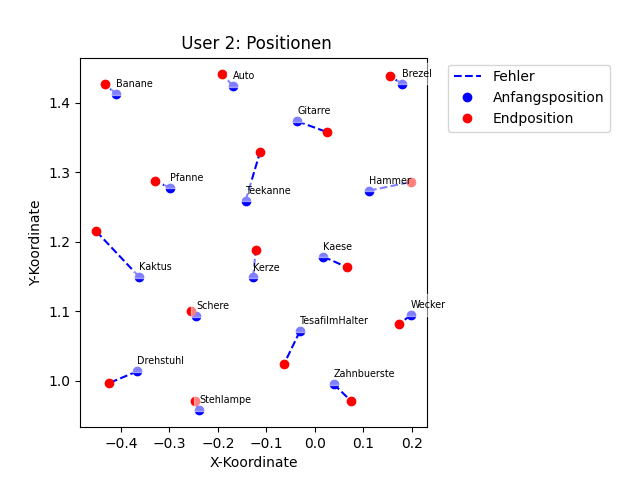 User 2: Positionen
Fehler
Anfangsposition
Endposition
Y-Koordinate
1.4
1.3
1.2
1.1
1.0
Banane
Auto
Brezel
Gitarre
Pfanne
Teekanne
Hammer
Kaktus
Kerze
Kaese
Schere
TesafilmHalter
Wecker
Drehstuhl
Stehlampe
Zahnbuerste
−0.4 −0.3 −0.2 −0.1 0.0 0.1 0.2
X-Koordinate